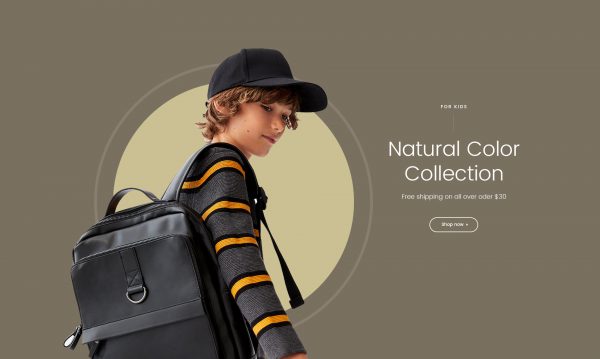 FOR KIDS
Natural Color
Collection
Free shipping on all over oder $30
Shop now +